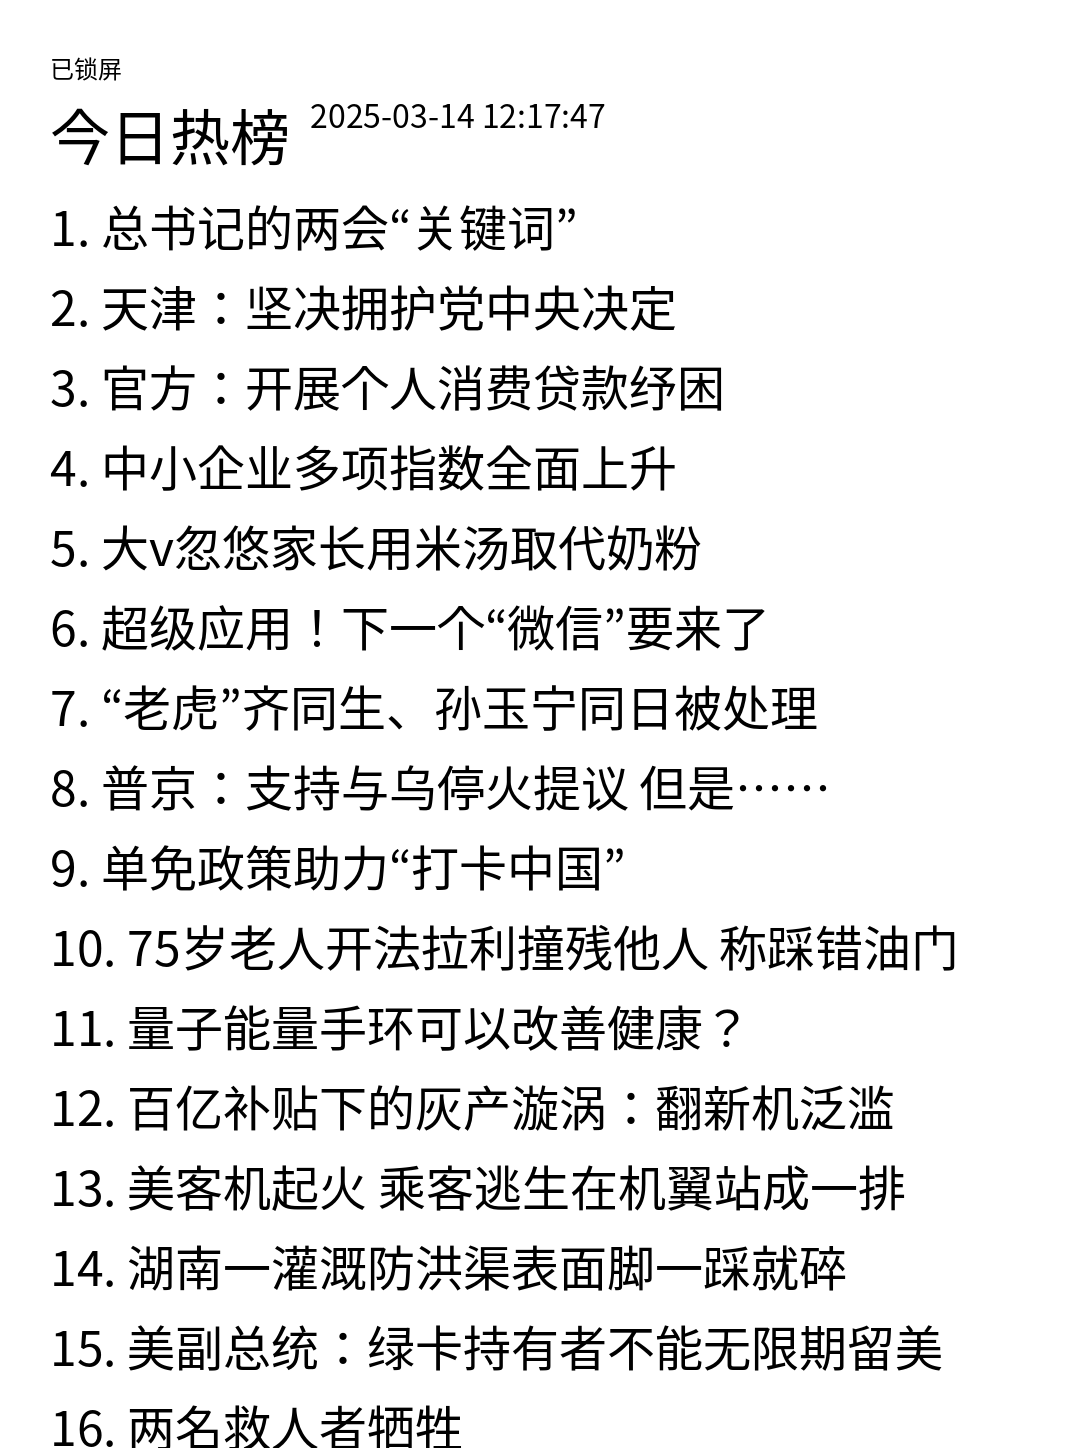 已锁屏
今日热榜 2025-03-14 12:17:47
1. 总书记的两会“关键词”
2. 天津：坚决拥护党中央决定
3. 官方：开展个人消费贷款纾困
4. 中小企业多项指数全面上升
5. 大v忽悠家长用米汤取代奶粉
6. 超级应用！下一个“微信”要来了
7. “老虎”齐同生、孙玉宁同日被处理
8. 普京：支持与乌停火提议 但是……
9. 单免政策助力“打卡中国”
10. 75岁老人开法拉利撞残他人 称踩错油门
11. 量子能量手环可以改善健康？
12. 百亿补贴下的灰产漩涡：翻新机泛滥
13. 美客机起火 乘客逃生在机翼站成一排
14. 湖南一灌溉防洪渠表面脚一踩就碎
15. 美副总统：绿卡持有者不能无限期留美
16. 两名救人者牺牲